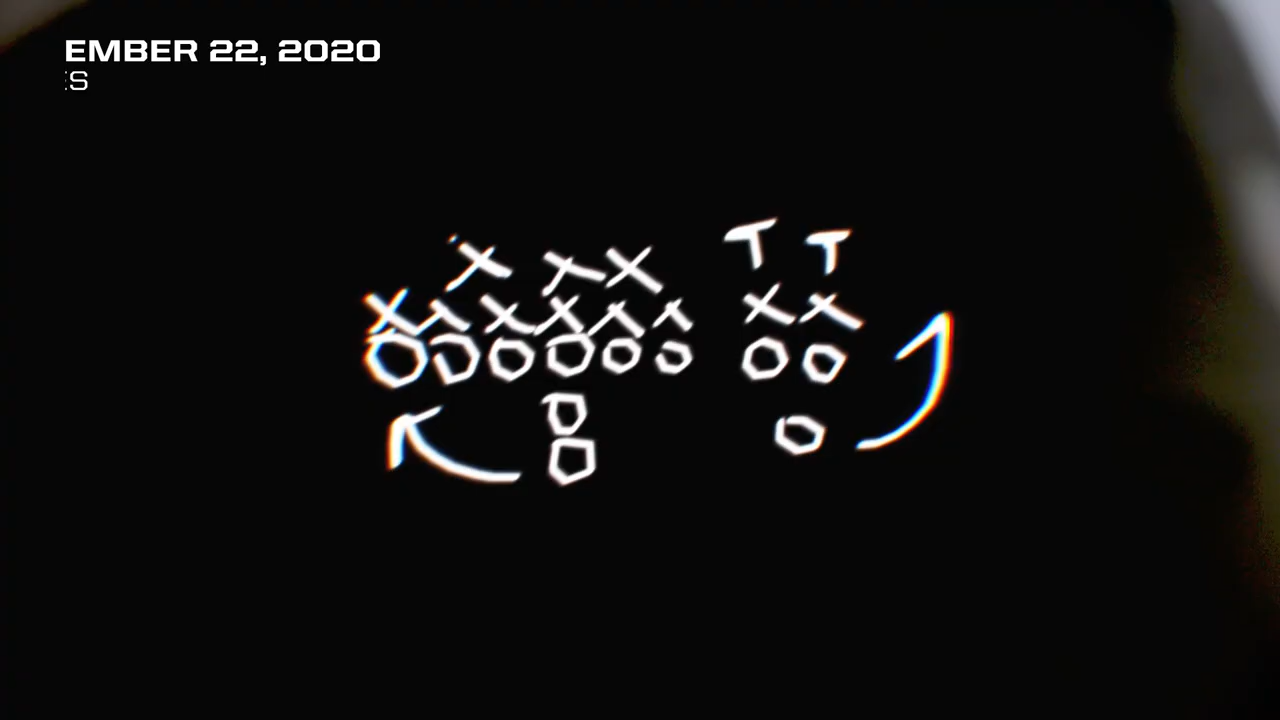 EMBER 22, 2020
S
X X X T T
X X X X X X X X
O O O O O O O O
O O
O